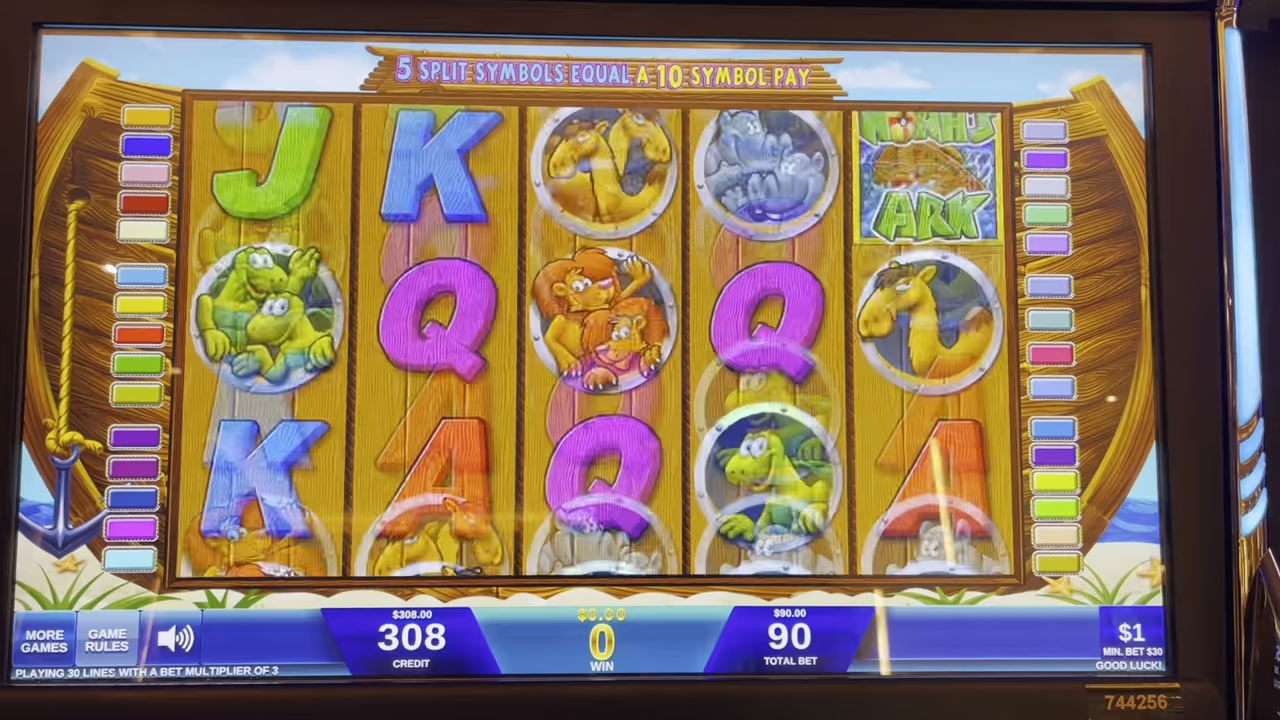 5 SPLIT SYMBOLS EQUAL A 10 SYMBOL PAY
J
K
NOAH'S
ARK
Q
Q
K
A
Q
A
MORE
GAMES
GAME
RULES
$308.00
308
CREDIT
$0.00
0
WIN
$90.00
90
TOTAL BET
$1
MIN. BET $30
GOOD LUCK!
PLAYING 30 LINES WITH A BET MULTIPLIER OF 3
744256